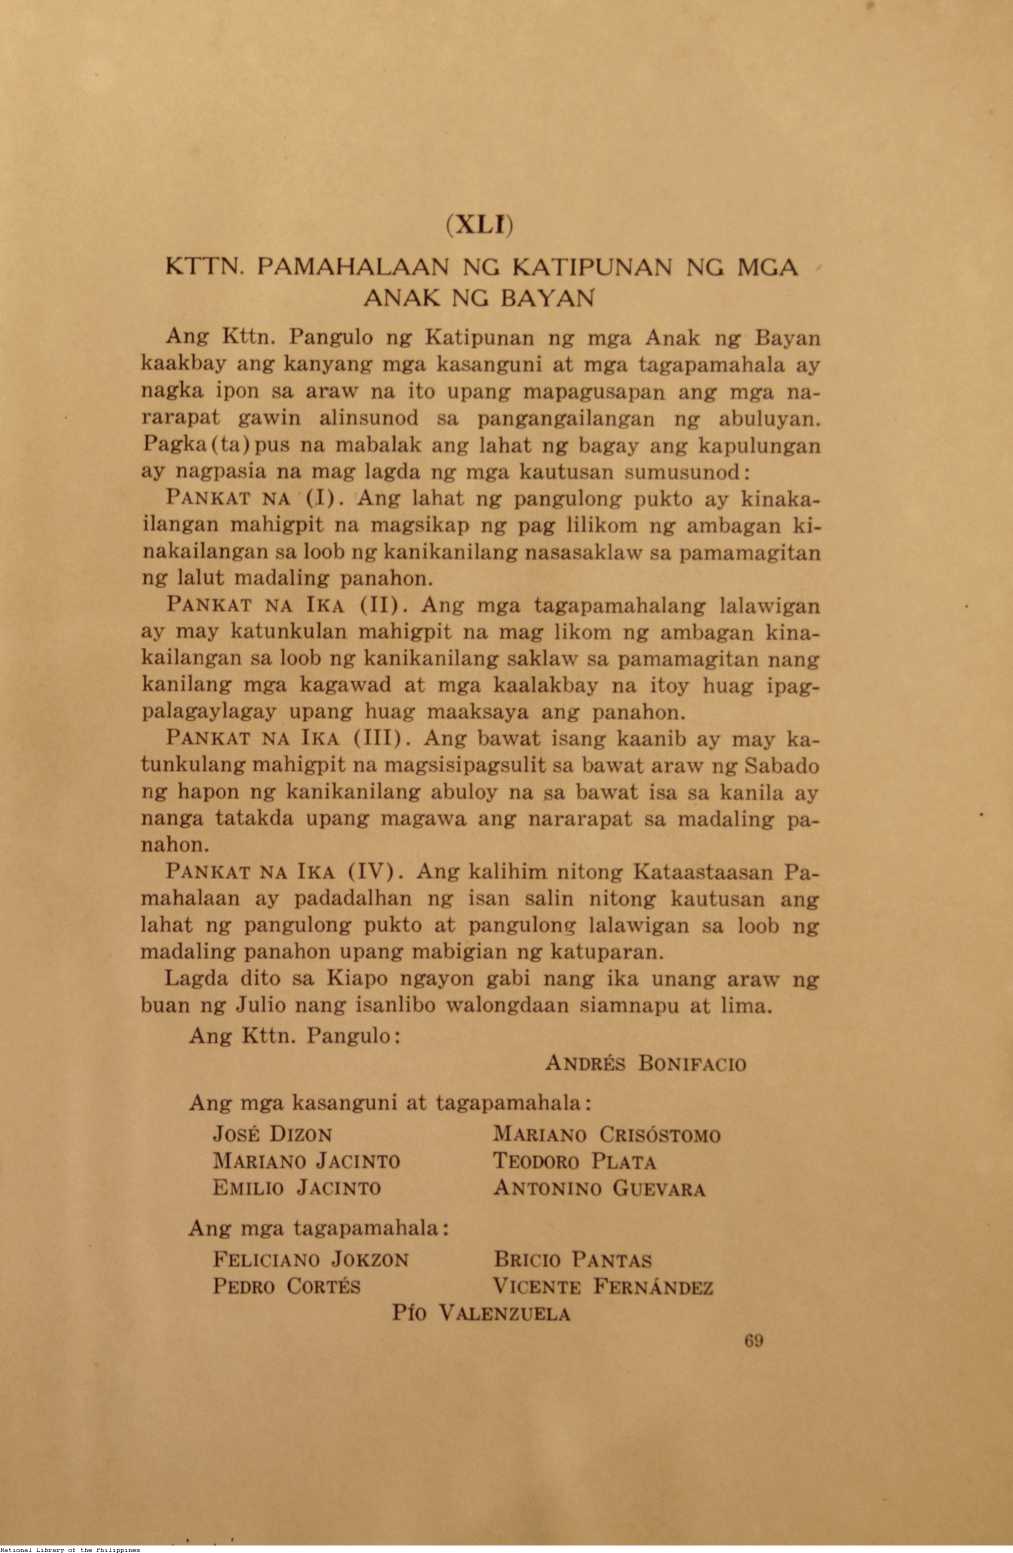 (XLI)
KTTN. PAMAHALAAN NG KATIPUNAN NG MGA
ANAK NG BAYAN
Ang Kttn. Pangulo ng Katipunan ng mga Anak ng Bayan
kaakbay ang kanyang mga kasanguni at mga tagapamahala ay
nagka ipon sa araw na ito upang mapagusapan ang mga na-
rarapat gawin alinsunod sa pangangailangan ng abuluyan.
Pagka(ta)pus na mabalak ang lahat ng bagay ang kapulungan
ay nagpasia na mag lagda ng mga kautusan sumusunod:
PANKAT NA (I). Ang lahat ng pangulong pukto ay kinaka-
ilangan mahigpit na magsikap ng pag lilikom ng ambagan ki-
nakailangan sa loob ng kanikanilang nasasaklaw sa pamamagitan
ng lalut madaling panahon.
PANKAT NA IKA (II). Ang mga tagapamahalang lalawigan
ay may katunkulan mahigpit na mag likom ng ambagan kina-
kailangan sa loob ng kanikanilang saklaw sa pamamagitan nang
kanilang mga kagawad at mga kaalakbay na itoy huag ipag-
palagaylagay upang huag maaksaya ang panahon.
PANKAT NA IKA (III). Ang bawat isang kaanib ay may ka-
tunkulang mahigpit na magsisipagsulit sa bawat araw ng Sabado
ng hapon ng kanikanilang abuloy na sa bawat isa sa kanila ay
nanga tatakda upang magawa ang nararapat sa madaling pa-
nahon.
PANKAT NA IKA (IV). Ang kalihim nitong Kataastaasan Pa-
mahalaan ay padadalhan ng isan salin nitong kautusan ang
lahat ng pangulong pukto at pangulong lalawigan sa loob ng
madaling panahon upang mabigian ng katuparan.
Lagda dito sa Kiapo ngayon gabi nang ika unang araw ng
buan ng Julio nang isanlibo walongdaan siamnapu at lima.
Ang Kttn. Pangulo:
ANDRÉS BONIFACIO
Ang mga kasanguni at tagapamahala:
JOSÉ DIZON MARIANO CRISÓSTOMO
MARIANO JACINTO TEODORO PLATA
EMILIO JACINTO ANTONINO GUEVARA
Ang mga tagapamahala:
FELICIANO JOKZON BRICIO PANTAS
PEDRO CORTÉS VICENTE FERNÁNDEZ
PÍO VALENZUELA
69
National Library of the Philippines